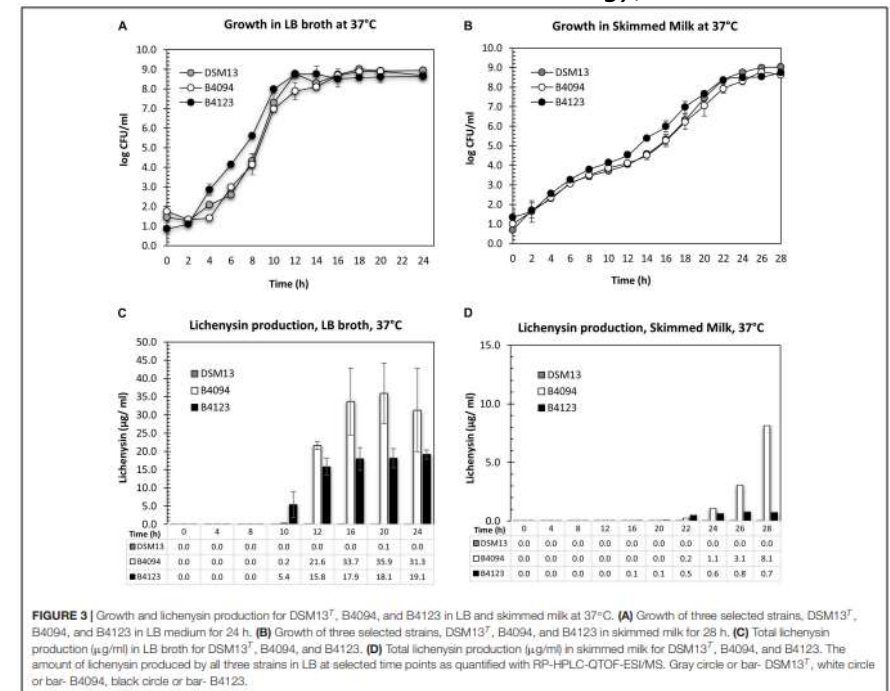 A
Growth in LB broth at 37°C
log CFU/ml
10.0
9.0
8.0
7.0
6.0
5.0
4.0
3.0
2.0
1.0
0.0
DSM13
B4094
B4123
0 2 4 6 8 10 12 14 16 18 20 22 24
Time (h)
B
Growth in Skimmed Milk at 37°C
log CFU/ml
10.0
9.0
8.0
7.0
6.0
5.0
4.0
3.0
2.0
1.0
0.0
DSM13
B4094
B4123
0 2 4 6 8 10 12 14 16 18 20 22 24 26 28
Time (h)
C
Lichenysin production, LB broth, 37°C
Lichenysin (µg/ ml)
50.0
45.0
40.0
35.0
30.0
25.0
20.0
15.0
10.0
5.0
0.0
DSM13
B4094
B4123
Time (h) 0 4 8 10 12 16 20 24
DSM13 0.0 0.0 0.0 0.0 0.0 0.0 0.1 0.0
B4094 0.0 0.0 0.0 0.2 21.6 33.7 35.9 31.3
B4123 0.0 0.0 0.0 5.4 15.8 17.9 18.1 19.1
D
Lichenysin production, Skimmed Milk, 37°C
Lichenysin (µg/ ml)
15.0
10.0
5.0
0.0
DSM13
B4094
B4123
Time (h) 0 4 8 12 16 20 22 24 26 28
DSM13 0.0 0.0 0.0 0.0 0.0 0.0 0.0 0.0 0.0 0.0
B4094 0.0 0.0 0.0 0.0 0.0 0.0 0.2 1.1 3.1 8.1
B4123 0.0 0.0 0.0 0.0 0.1 0.1 0.5 0.6 0.8 0.7
FIGURE 3 | Growth and lichenysin production for DSM13T, B4094, and B4123 in LB and skimmed milk at 37°C. (A) Growth of three selected strains, DSM13T,
B4094, and B4123 in LB medium for 24 h. (B) Growth of three selected strains, DSM13T, B4094, and B4123 in skimmed milk for 28 h. (C) Total lichenysin
production (µg/ml) in LB broth for DSM13T, B4094, and B4123. (D) Total lichenysin production (µg/ml) in skimmed milk for DSM13T, B4094, and B4123. The
amount of lichenysin produced by all three strains in LB at selected time points as quantified with RP-HPLC-QTOF-ESI/MS. Gray circle or bar- DSM13T, white circle
or bar- B4094, black circle or bar- B4123.